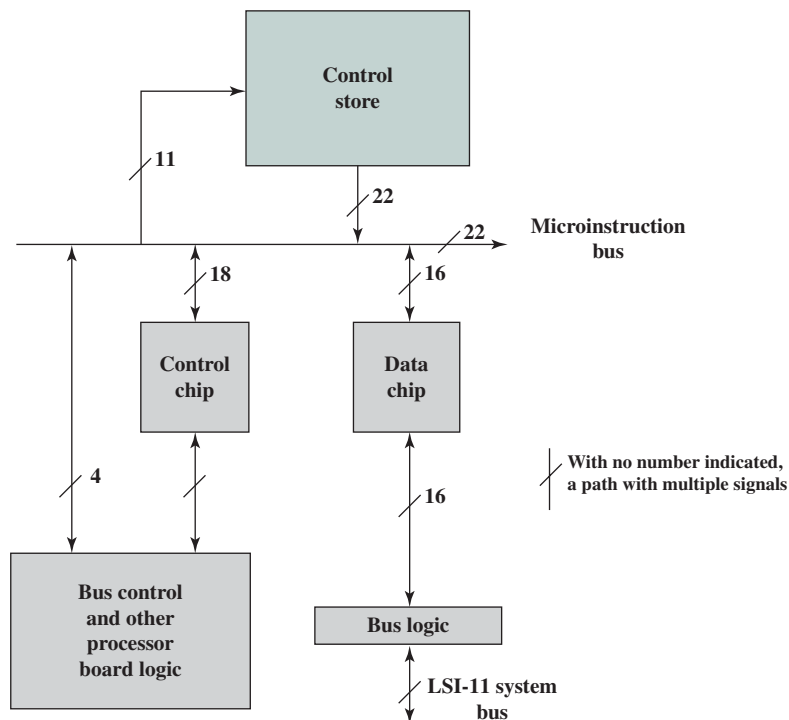 Control
store
11
22
22
Microinstruction
bus
18
16
Control
chip
Data
chip
With no number indicated,
a path with multiple signals
4
16
Bus control
and other
processor
board logic
Bus logic
LSI-11 system
bus